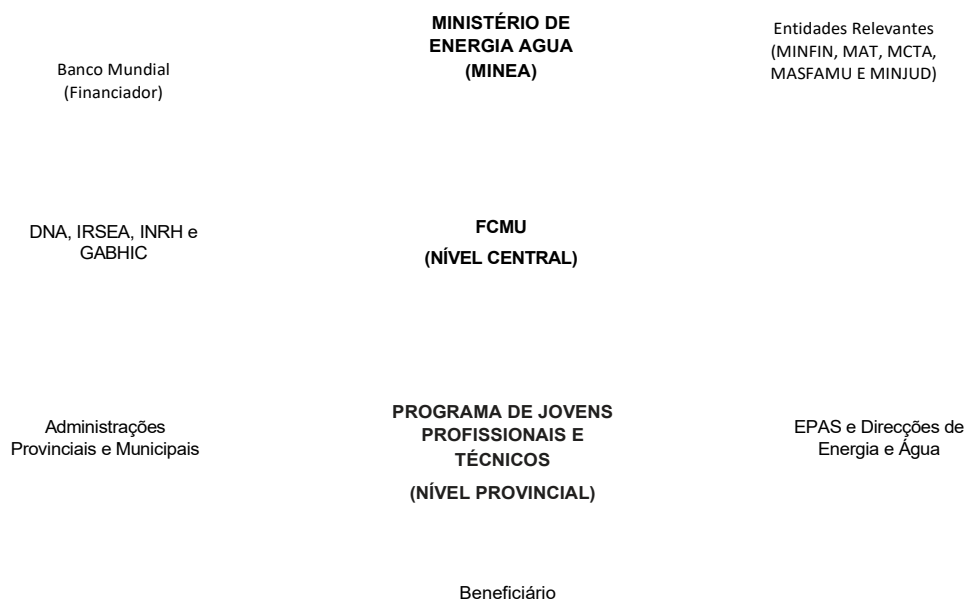 Banco Mundial
(Financiador)
MINISTÉRIO DE
ENERGIA AGUA
(MINEA)
Entidades Relevantes
(MINFIN, MAT, MCTA,
MASFAMU E MINJUD)
DNA, IRSEA, INRH e
GABHIC
FCMU
(NÍVEL CENTRAL)
Administrações
Provinciais e Municipais
PROGRAMA DE JOVENS
PROFISSIONAIS E
TÉCNICOS
(NÍVEL PROVINCIAL)
EPAS e Direcções de
Energia e Água
Beneficiário